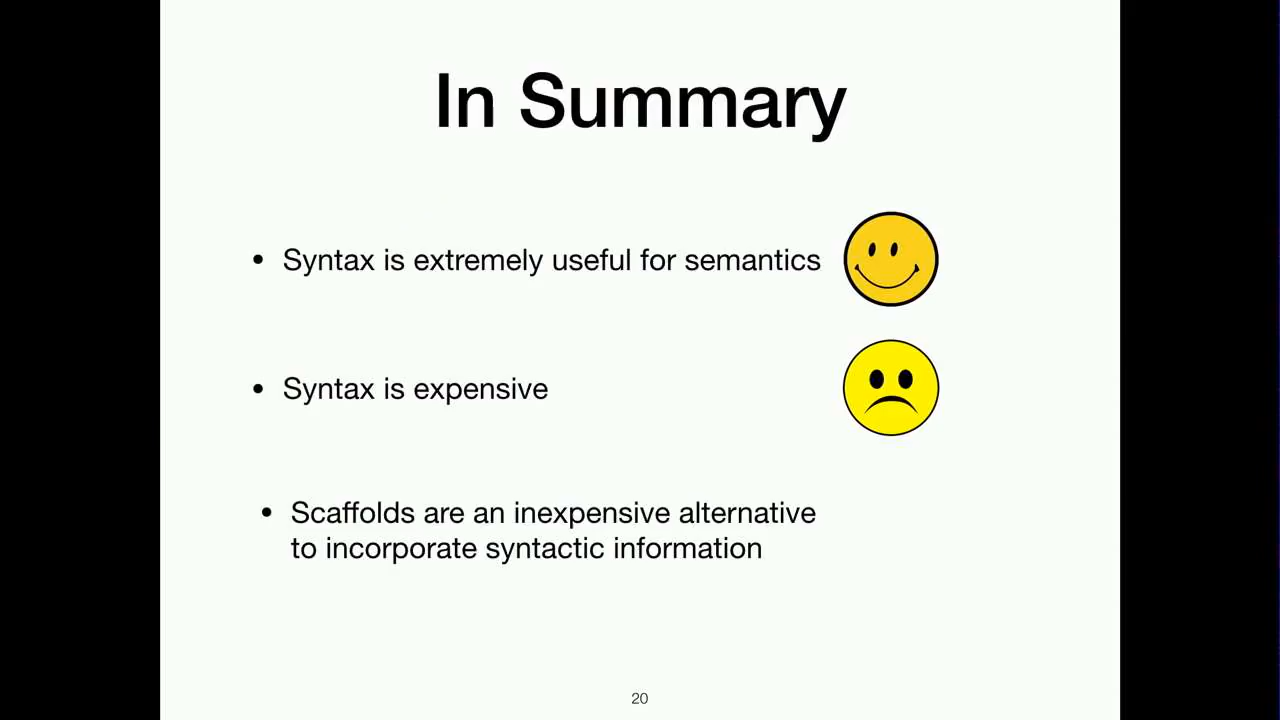 In Summary
• Syntax is extremely useful for semantics
• Syntax is expensive
• Scaffolds are an inexpensive alternative
to incorporate syntactic information
20